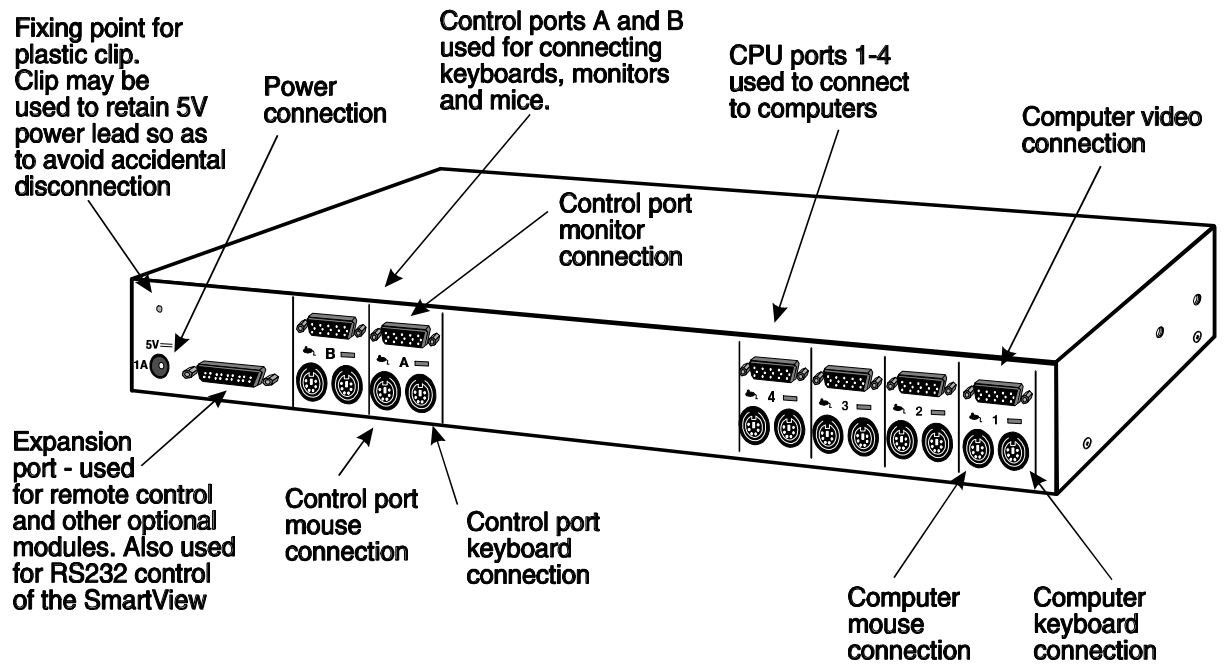 Fixing point for
plastic clip.
Clip may be
used to retain 5V
power lead so as
to avoid accidental
disconnection
Power
connection
Control ports A and B
used for connecting
keyboards, monitors
and mice.
CPU ports 1-4
used to connect
to computers
Computer video
connection
Control port
monitor
connection
5V
1A
B
A
4
3
2
1
Expansion
port - used
for remote control
and other optional
modules. Also used
for RS232 control
of the SmartView
Control port
mouse
connection
Control port
keyboard
connection
Computer
mouse
connection
Computer
keyboard
connection